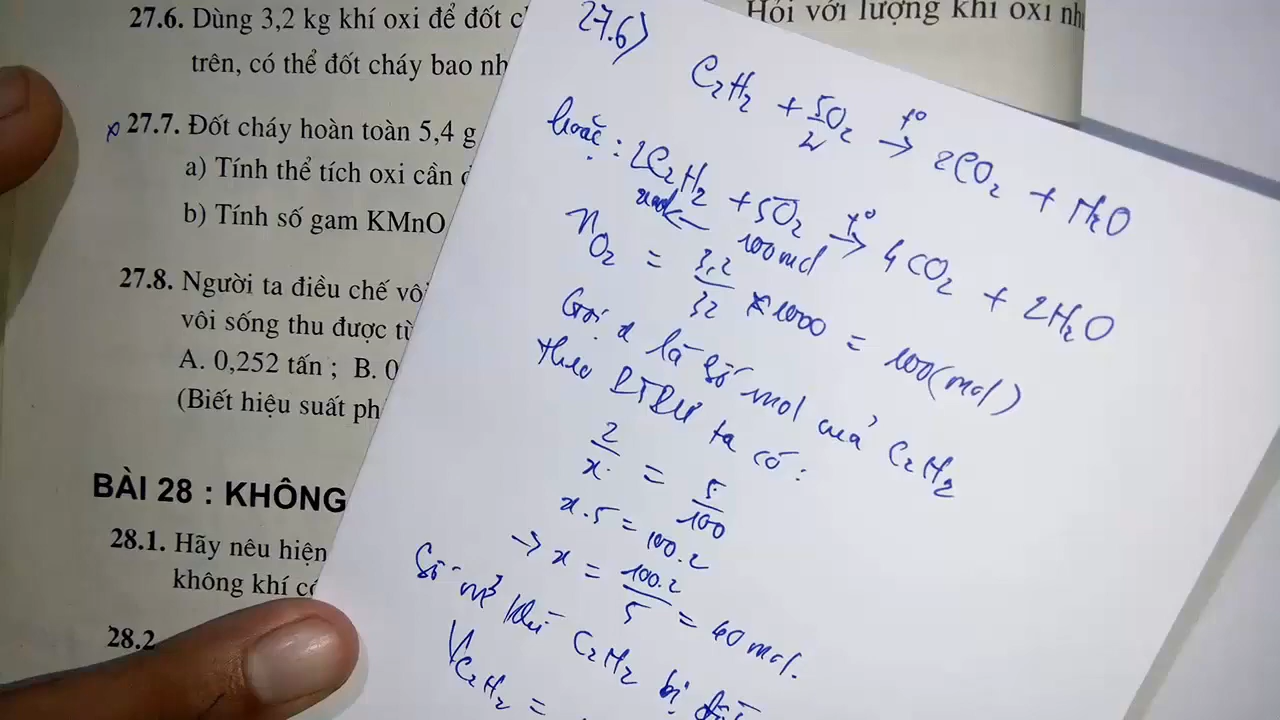 27.6. Dùng 3,2 kg khí oxi để đốt c
trên, có thể đốt cháy bao nh
27.7. Đốt cháy hoàn toàn 5,4 g
a) Tính thể tích oxi cần
b) Tính số gam KMnO
27.8. Người ta điều chế vôi
vôi sống thu được từ
A. 0,252 tấn ; B. 0
(Biết hiệu suất ph
BÀI 28 : KHÔNG
28.1. Hãy nêu hiện
không khí có
28.2
Hỏi với lượng khí oxi nh
27.6)
C2H2 + 5/2 O2 →t° 2CO2 + H2O
hoặc : 2C2H2 + 5O2 →t° 4CO2 + 2H2O
100 mol
nO2 = 3,2/32 × 1000 = 100 (mol)
Gọi x là số mol của C2H2
theo PTPU ta có :
2/x = 5/100
x.5 = 100.2
→ x = 100.2/5 = 40 mol.
Số khí C2H2 bị
VC2H2 =